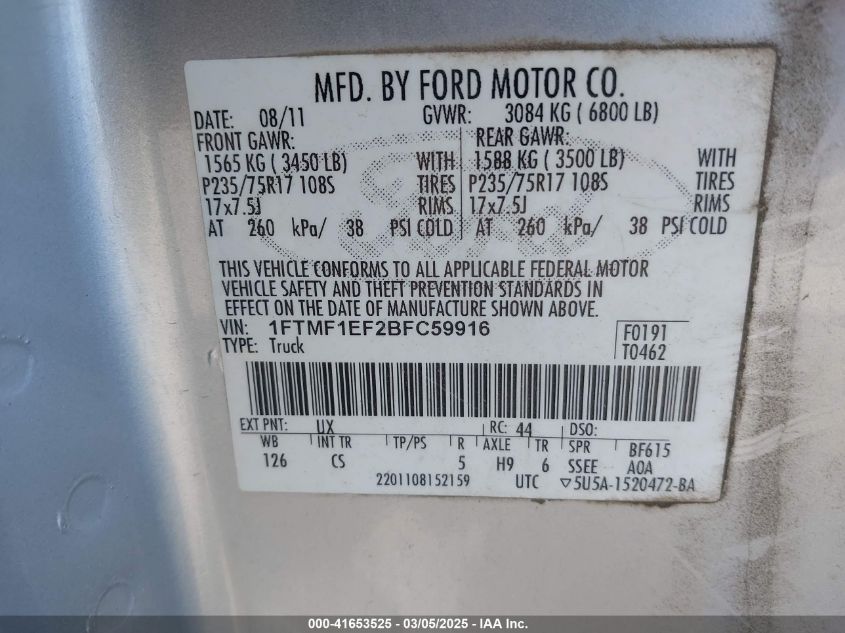 MFD. BY FORD MOTOR CO.
DATE: 08/11 GVWR: 3084 KG ( 6800 LB)
FRONT GAWR: REAR GAWR:
1565 KG ( 3450 LB) WITH 1588 KG ( 3500 LB) WITH
P235/75R17 108S TIRES P235/75R17 108S TIRES
17x7.5J RIMS 17x7.5J RIMS
AT 260 kPa/ 38 PSI COLD AT 260 kPa/ 38 PSI COLD
THIS VEHICLE CONFORMS TO ALL APPLICABLE FEDERAL MOTOR
VEHICLE SAFETY AND THEFT PREVENTION STANDARDS IN
EFFECT ON THE DATE OF MANUFACTURE SHOWN ABOVE.
VIN: 1FTMF1EF2BFC59916 F0191
TYPE: Truck T0462
EXT PNT: UX RC: 44 DSO:
WB INT TR TP/PS R AXLE TR SPR BF615
126 CS 5 H9 6 SSEE A0A
2201108152159 UTC ▽5U5A-1520472-BA
000-41653525 - 03/05/2025 - IAA Inc.